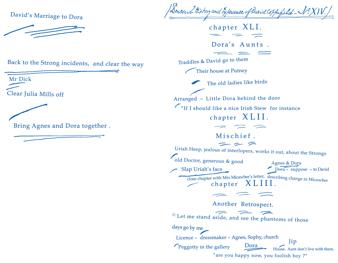 David's Marriage to Dora
Back to the Strong incidents, and clear the way
Mr Dick
Clear Julia Mills off
Bring Agnes and Dora together.
(Personal History and Experience of David Copperfield. No XIV.)
chapter XLI.
Dora's Aunts.
Traddles & David go to them
Their house at Putney
The old ladies like birds
Arranged – Little Dora behind the door
"If I should like a nice Irish Stew for instance
chapter XLII.
Mischief.
Uriah Heep, jealous of interlopers, works it out, about the Strongs
old Doctor, generous & good
Agnes & Dora
Slap Uriah's face
Dora - suppose - to David
close chapter with Mrs Micawber's letter, describing change in Micawber
chapter XLIII.
Another Retrospect.
"Let me stand aside, and see the phantoms of those
days go by me
Licence – dressmaker – Agnes, Sophy, church
Peggotty in the gallery
Dora
Jip
House. Aunt don't live with them.
"are you happy now, you foolish boy?"